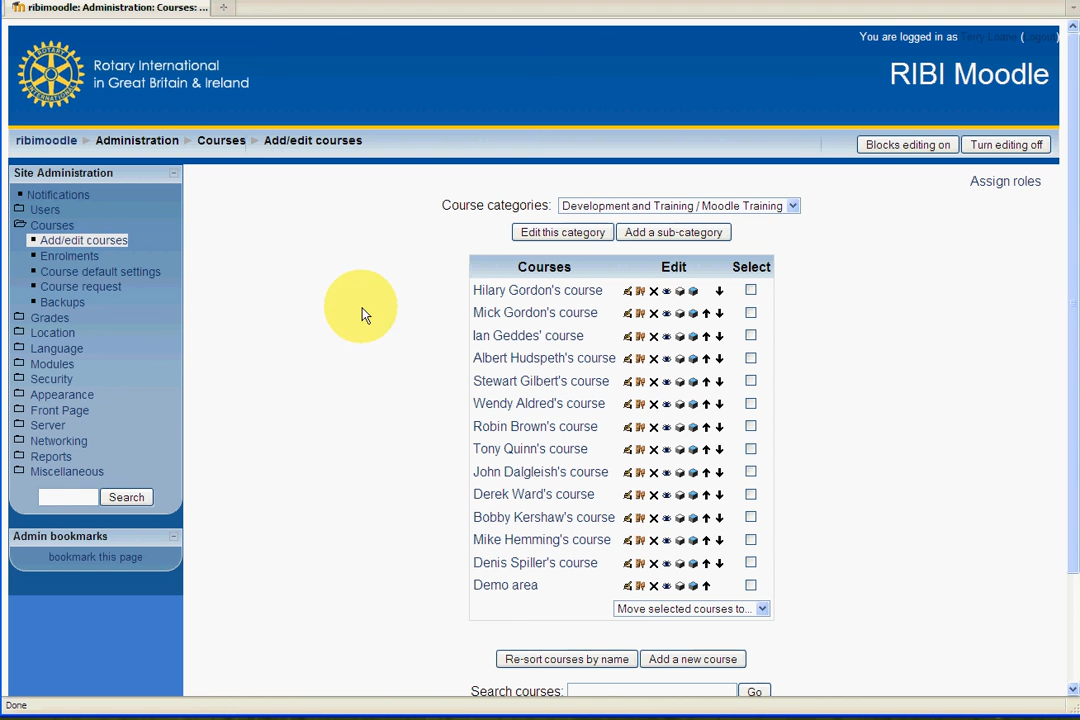 ribimoodle: Administration: Courses: ...
You are logged in as Terry Loane (Logout)
Rotary International
in Great Britain & Ireland
RIBI Moodle
ribimoodle Administration Courses Add/edit courses
Blocks editing on Turn editing off
Site Administration
Notifications
Users
Courses
Add/edit courses
Enrolments
Course default settings
Course request
Backups
Grades
Location
Language
Modules
Security
Appearance
Front Page
Server
Networking
Reports
Miscellaneous
Search
Admin bookmarks
bookmark this page
Assign roles
Course categories: Development and Training / Moodle Training
Edit this category Add a sub-category
Courses Edit Select
Hilary Gordon's course
Mick Gordon's course
Ian Geddes' course
Albert Hudspeth's course
Stewart Gilbert's course
Wendy Aldred's course
Robin Brown's course
Tony Quinn's course
John Dalgleish's course
Derek Ward's course
Bobby Kershaw's course
Mike Hemming's course
Denis Spiller's course
Demo area
Move selected courses to...
Re-sort courses by name Add a new course
Search courses: Go
Done